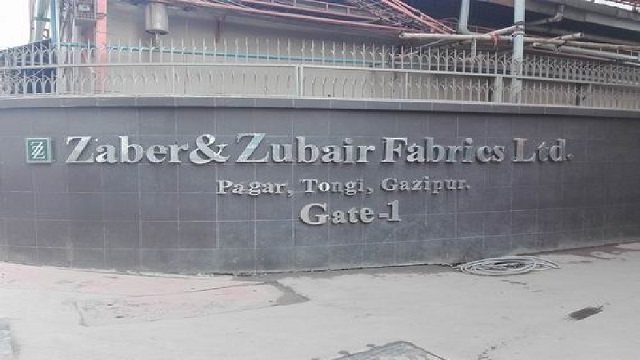 Zaber & Zubair Fabrics Ltd.
Pagar, Tongi, Gazipur.
Gate-1